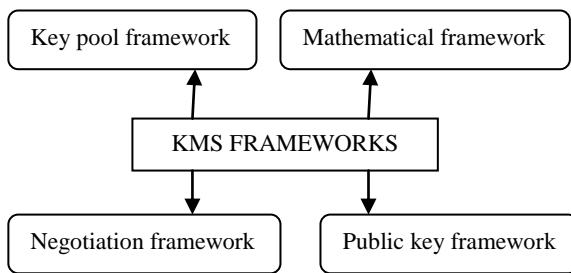 Key pool framework
Mathematical framework
KMS FRAMEWORKS
Negotiation framework
Public key framework